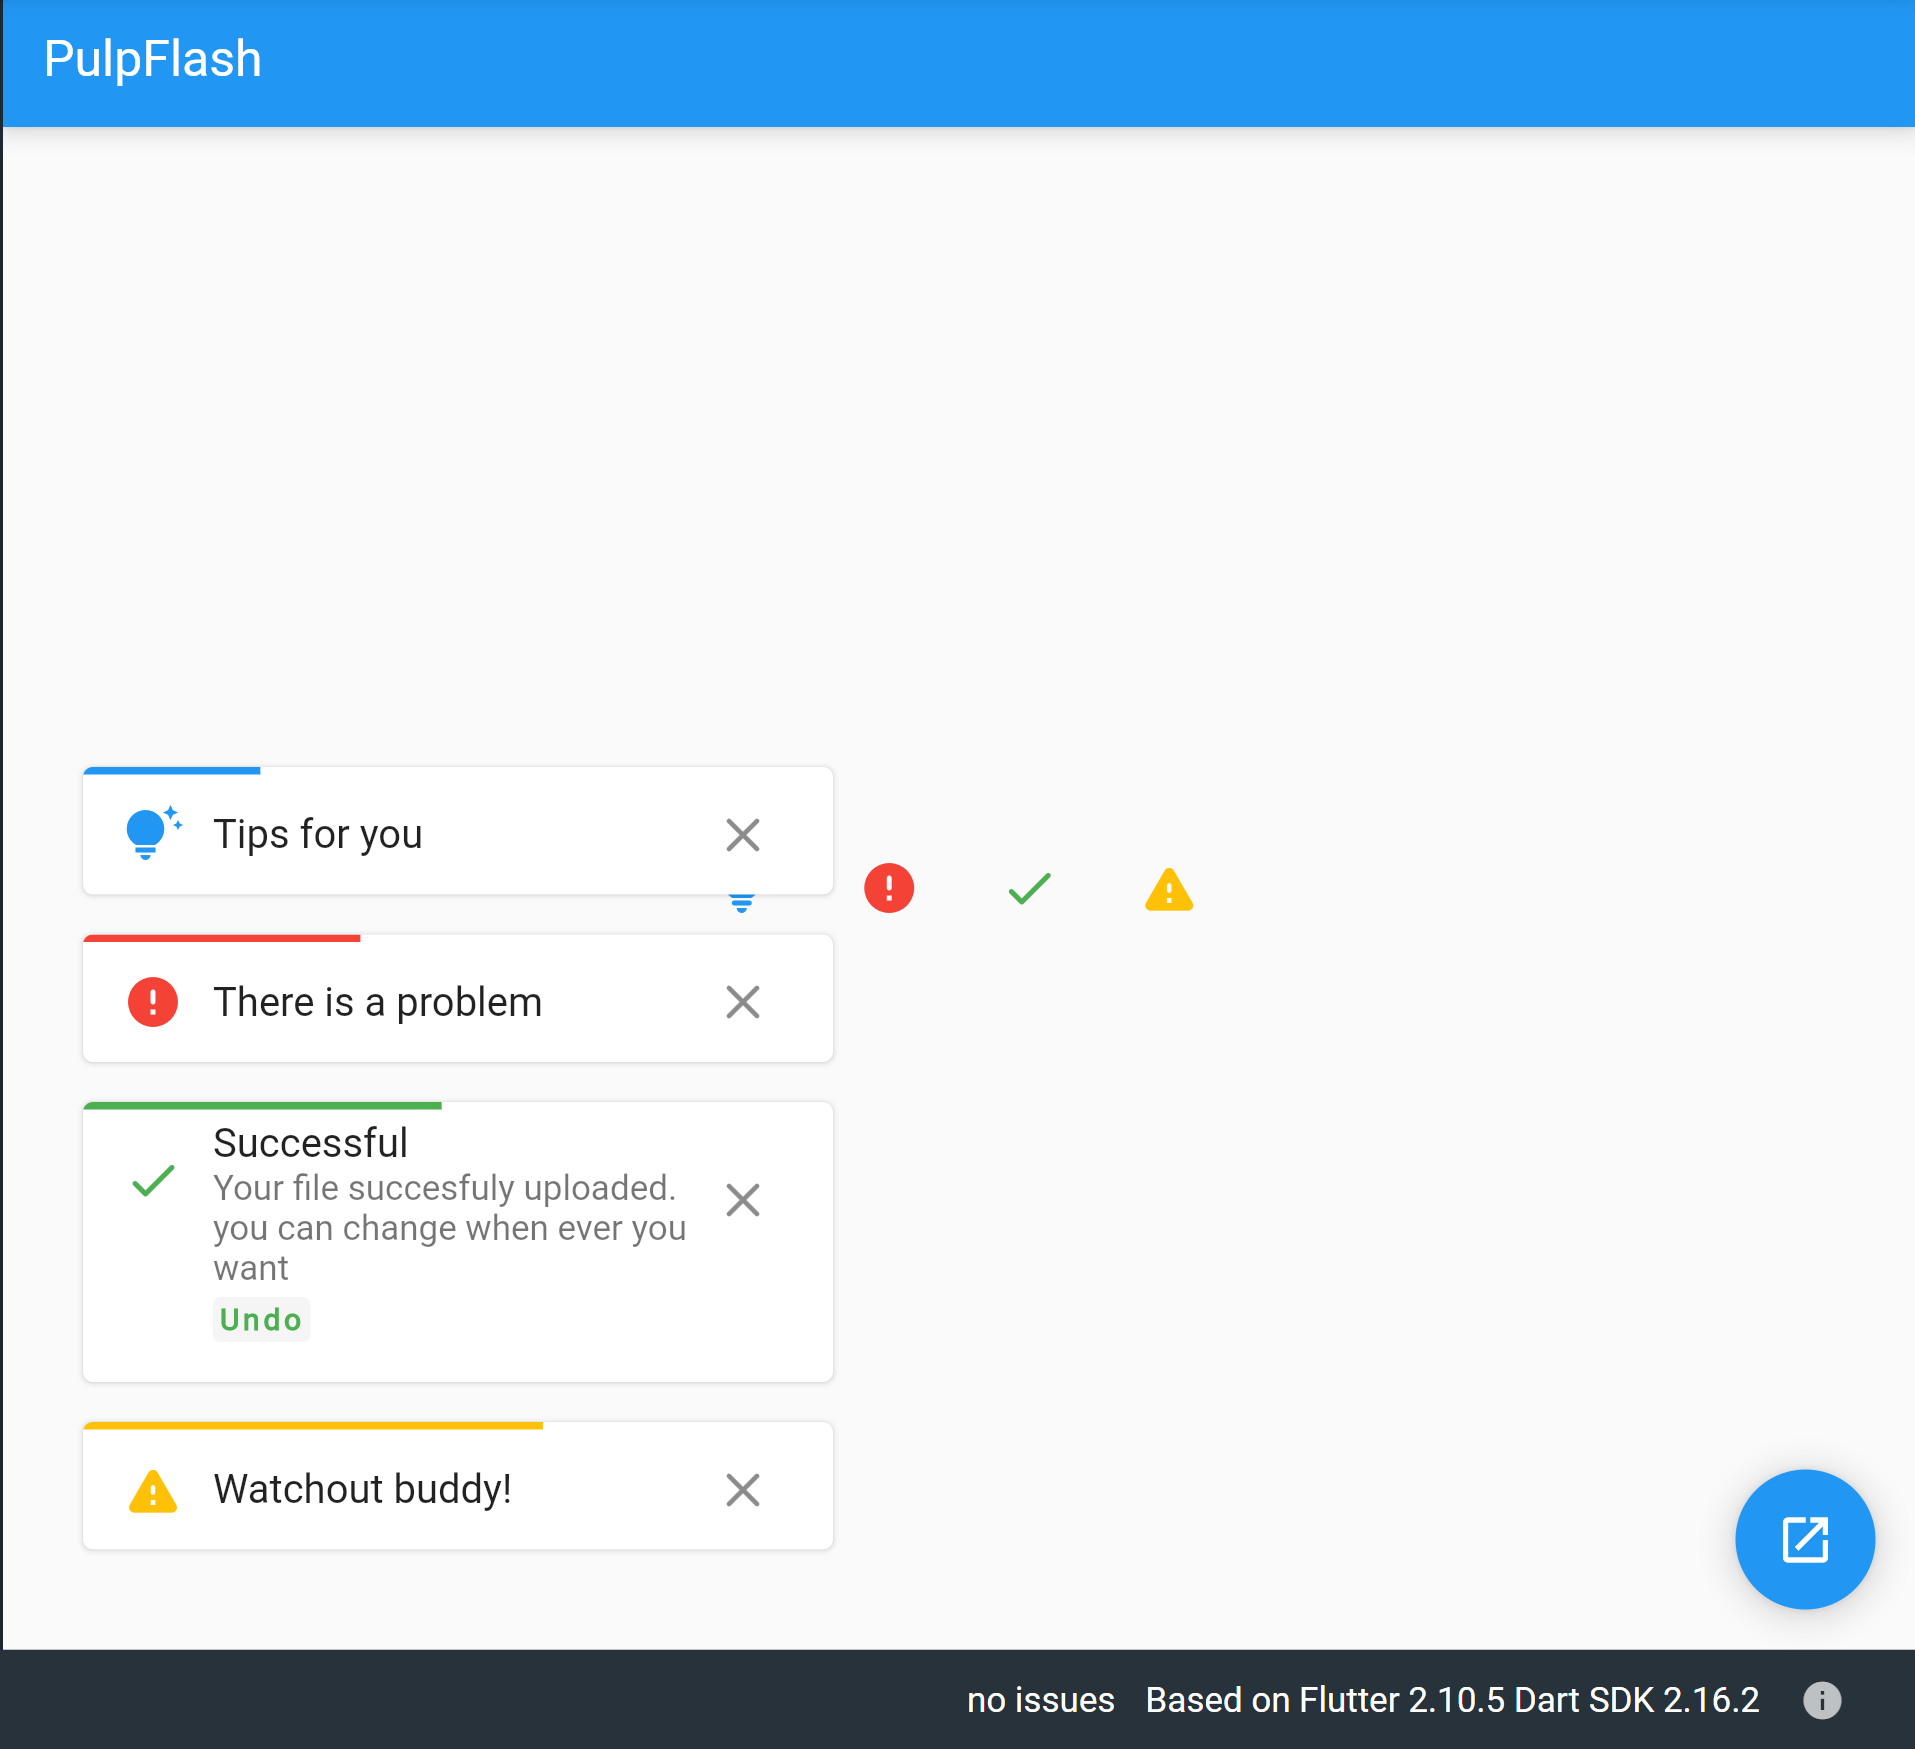 PulpFlash
Tips for you
There is a problem
Successful
Your file succesfuly uploaded.
you can change when ever you
want
Undo
Watchout buddy!
no issues Based on Flutter 2.10.5 Dart SDK 2.16.2